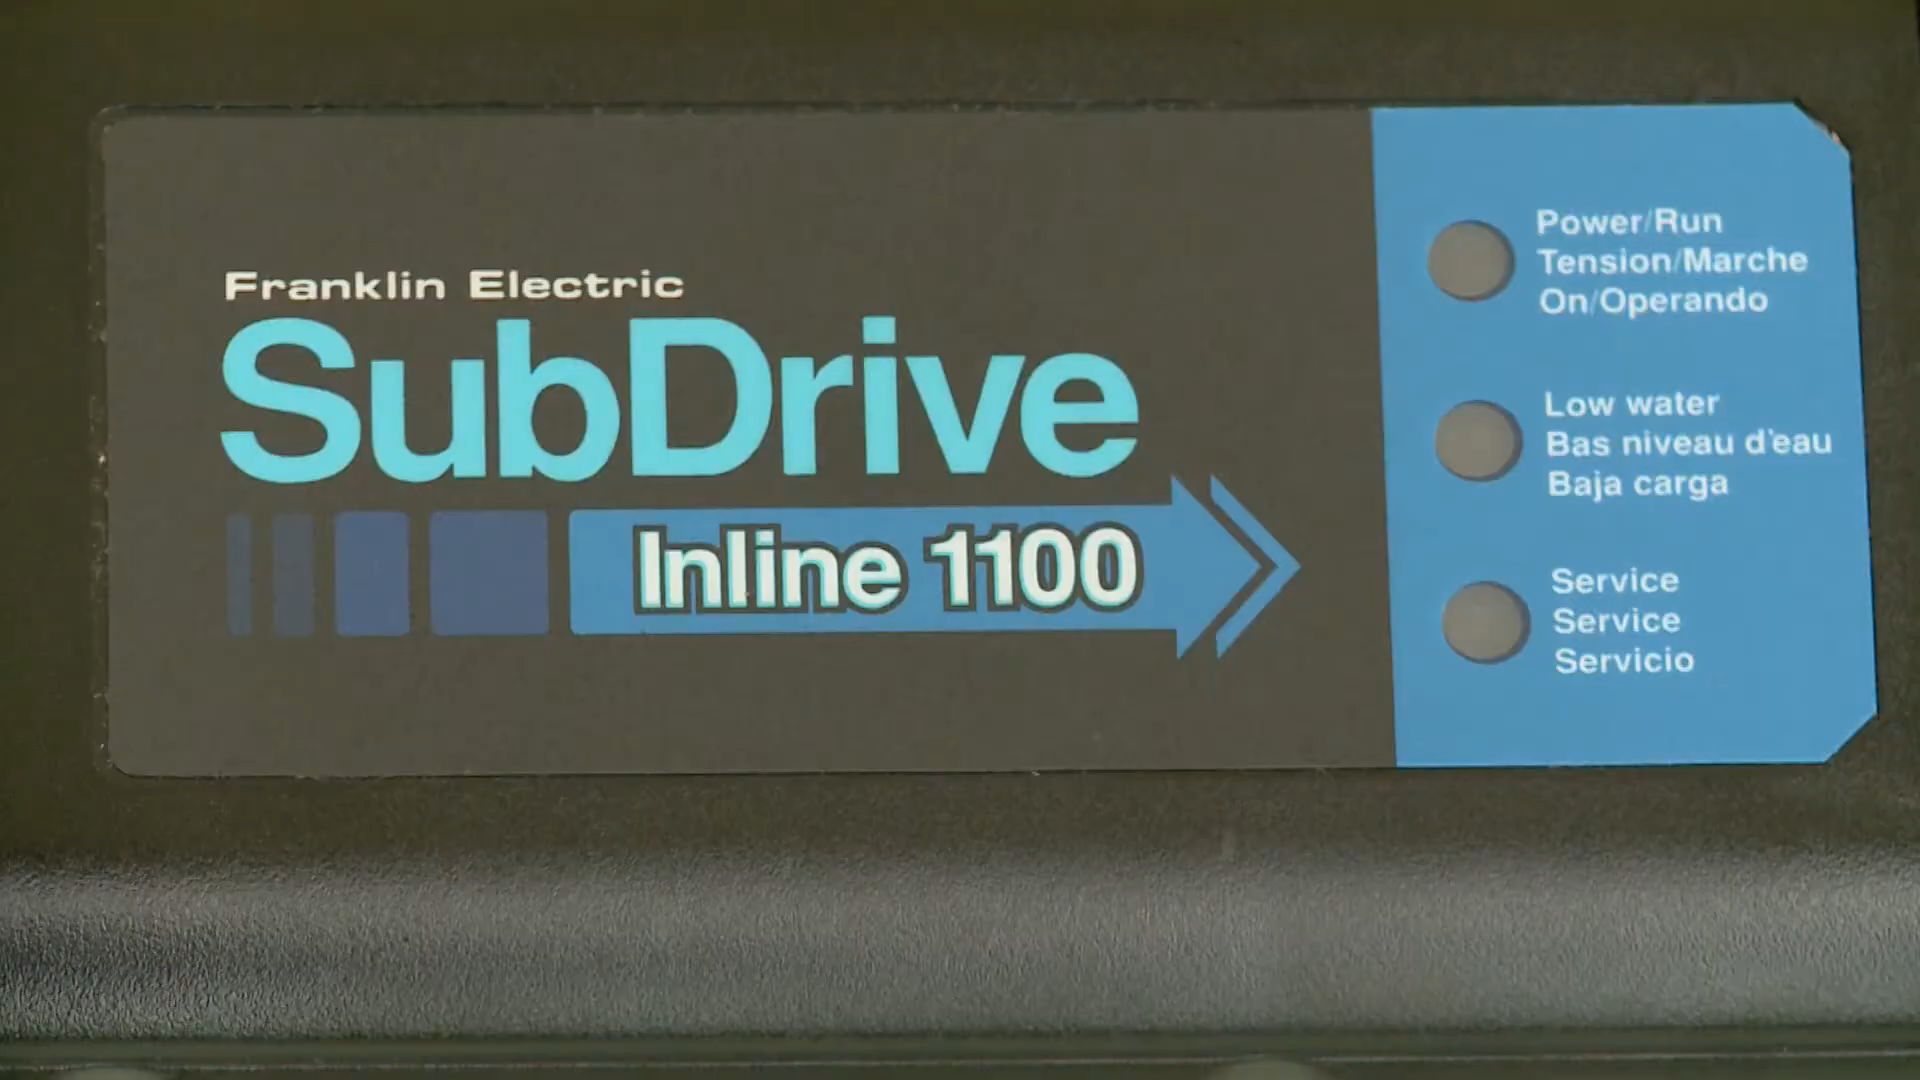 Franklin Electric
SubDrive
Inline 1100
Power/Run
Tension/Marche
On/Operando
Low water
Bas niveau d'eau
Baja carga
Service
Service
Servicio